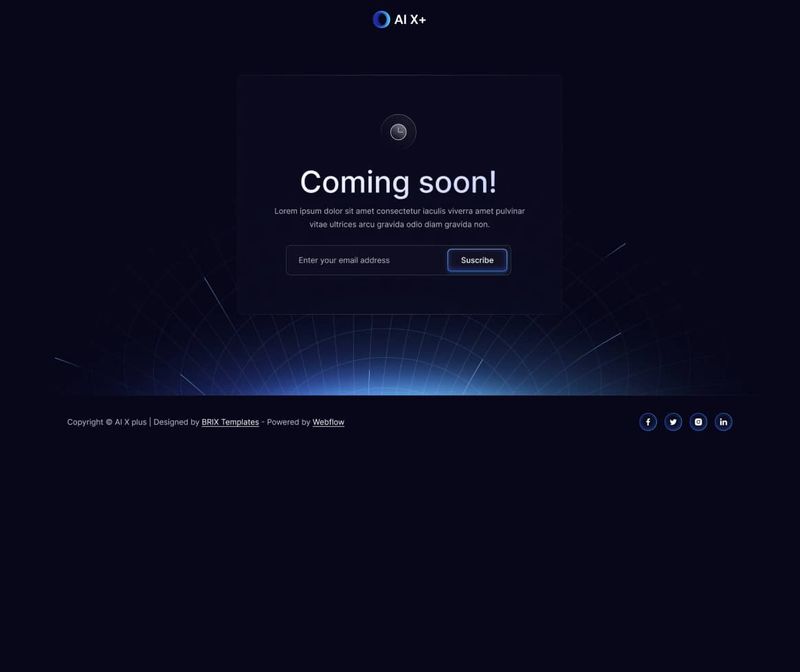 AI X+
Coming soon!
Lorem ipsum dolor sit amet consectetur iaculis viverra amet pulvinar
vitae ultrices arcu gravida odio diam gravida non.
Enter your email address
Suscribe
Copyright © AI X plus | Designed by BRIX Templates - Powered by Webflow